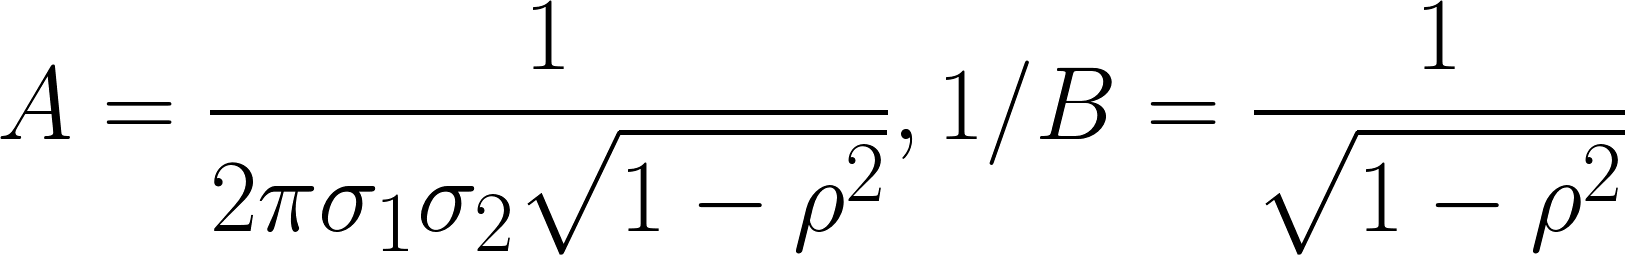 A = \frac{1}{2\pi\sigma_1\sigma_2\sqrt{1-\rho^2}}, 1/B = \frac{1}{\sqrt{1-\rho^2}}